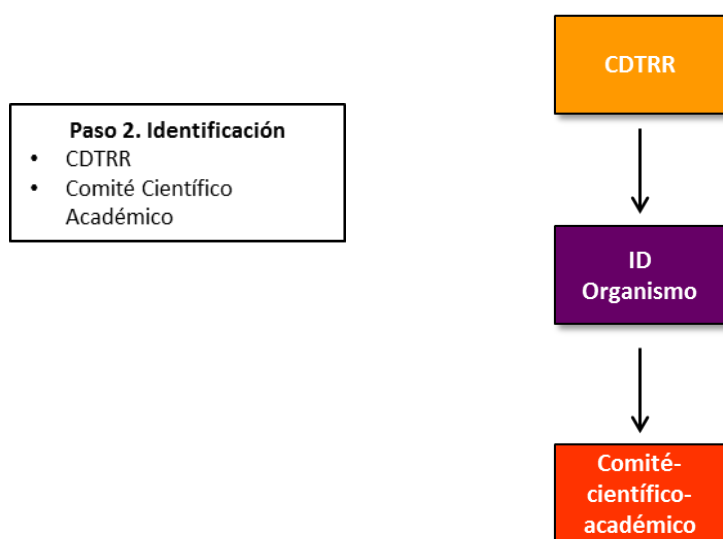 Paso 2. Identificación
• CDTRR
• Comité Científico
Académico
CDTRR
ID
Organismo
Comité-
científico-
académico